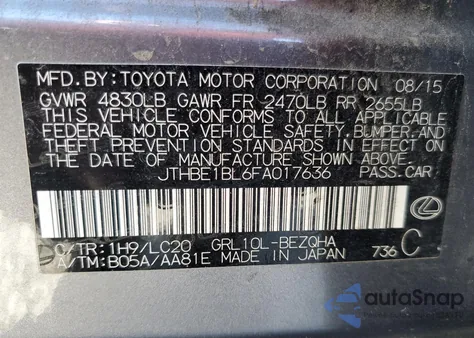 MFD.BY:TOYOTA MOTOR CORPORATION 08/15
GVWR 4830LB GAWR FR 2470LB RR 2655LB
THIS VEHICLE CONFORMS TO ALL APPLICABLE
FEDERAL MOTOR VEHICLE SAFETY,BUMPER,AND
THEFT PREVENTION STANDARDS IN EFFECT ON
THE DATE OF MANUFACTURE SHOWN ABOVE.
JTHBE1BL6FA017636 PASS.CAR
C/TR:1H9/LC20 GRL10L-BEZQHA
A/TM:B05A/AA81E MADE IN JAPAN 736 C
autoSnap